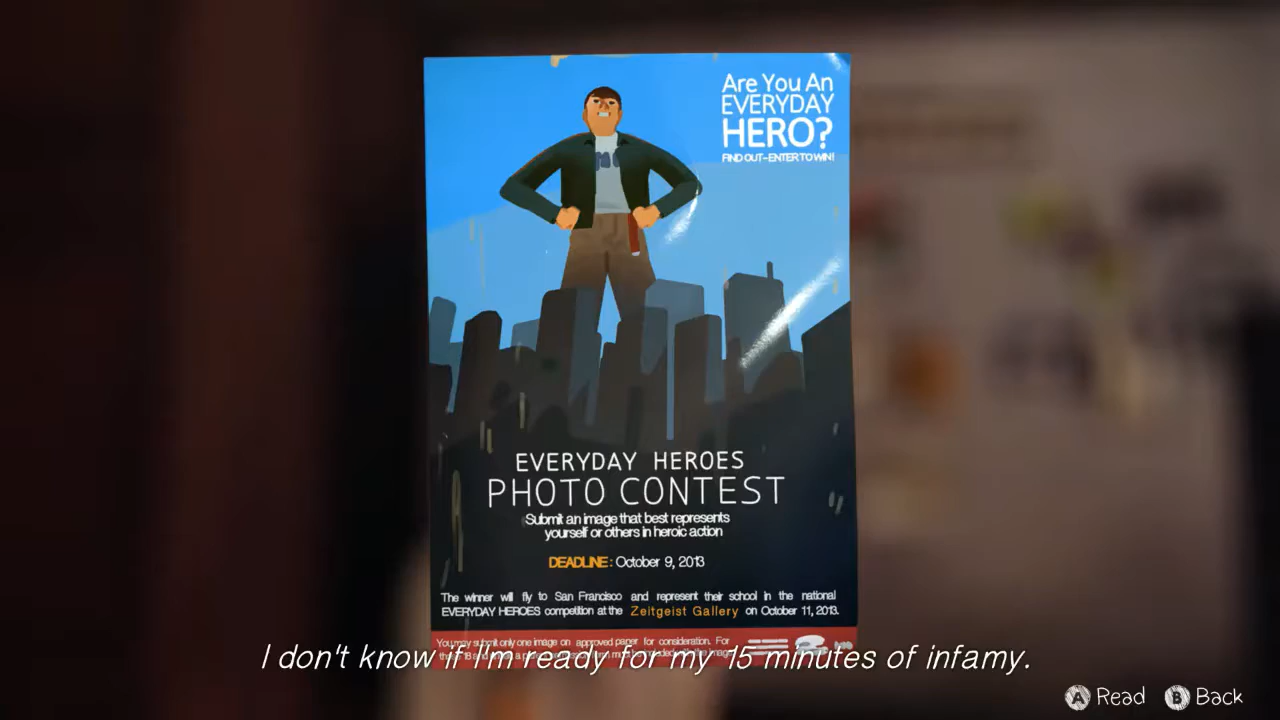 Are You An
EVERYDAY
HERO?
FIND OUT-ENTER TO WIN!
EVERYDAY HEROES
PHOTO CONTEST
Submit an image that best represents
yourself or others in heroic action
DEADLINE: October 9, 2013
The winner will fly to San Francisco and represent their school in the national
EVERYDAY HEROES competition at the Zeitgeist Gallery on October 11, 2013.
You may submit only one image on approved paper for consideration. For
I don't know if I'm ready for my 15 minutes of infamy.
A Read B Back